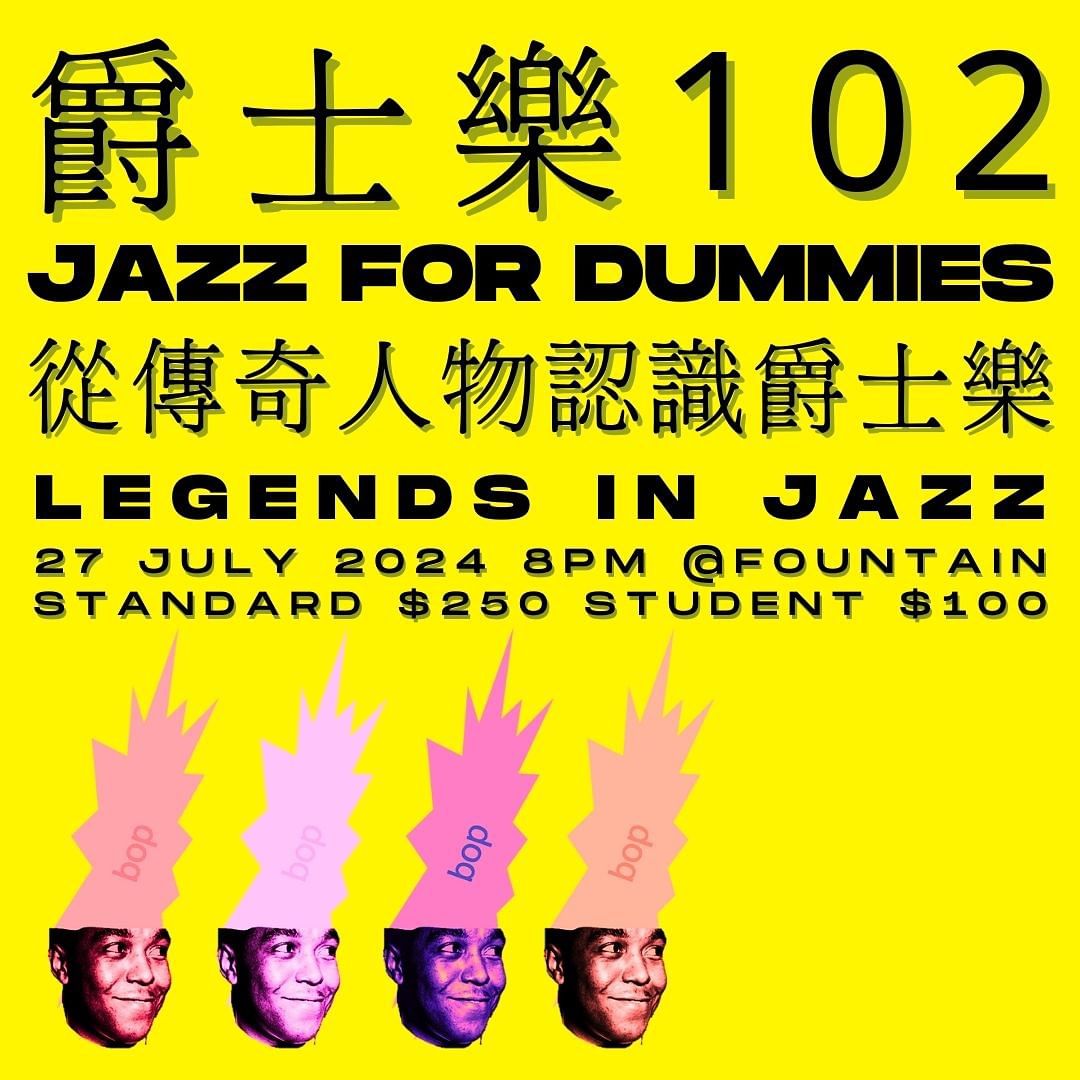 爵士樂102
JAZZ FOR DUMMIES
從傳奇人物認識爵士樂
LEGENDS IN JAZZ
27 JULY 2024 8PM @FOUNTAIN
STANDARD $250 STUDENT $100
bop bop bop bop